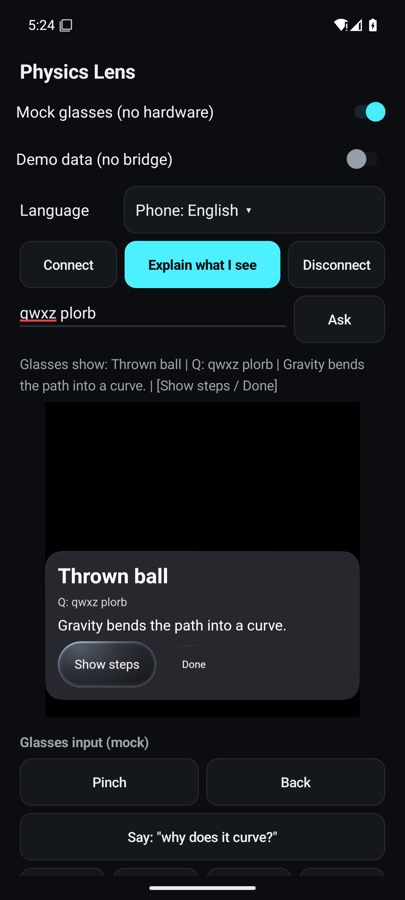 5:24
Physics Lens
Mock glasses (no hardware)
Demo data (no bridge)
Language
Phone: English ▾
Connect
Explain what I see
Disconnect
qwxz plorb
Ask
Glasses show: Thrown ball | Q: qwxz plorb | Gravity bends
the path into a curve. | [Show steps / Done]
Thrown ball
Q: qwxz plorb
Gravity bends the path into a curve.
Show steps
Done
Glasses input (mock)
Pinch
Back
Say: "why does it curve?"